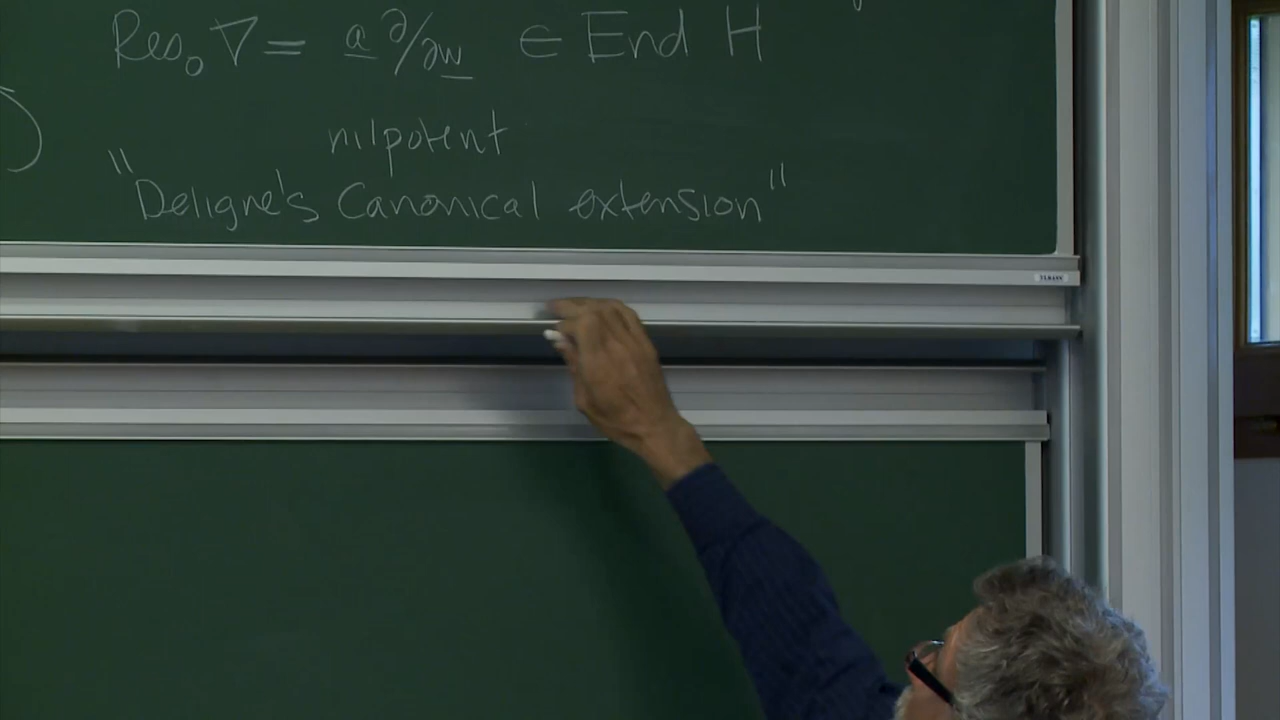 Res₀ ∇ = a ∂/∂w ∈ End H
nilpotent
"Deligne's Canonical extension"